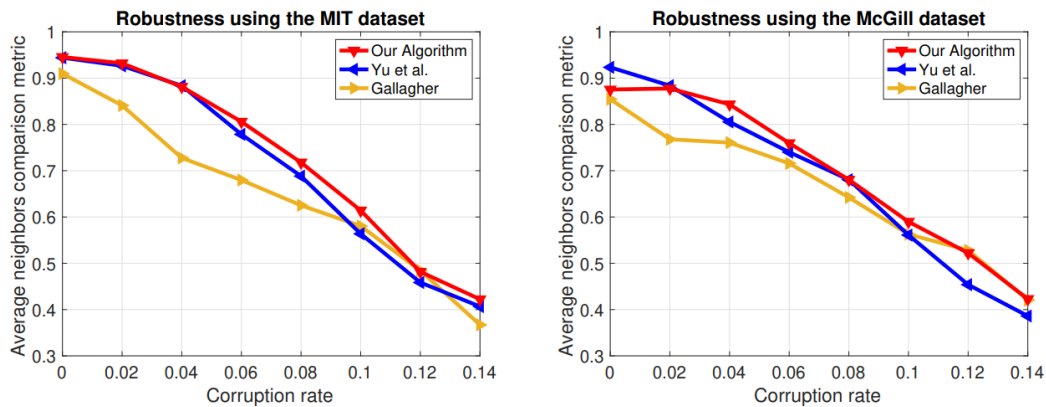 Robustness using the MIT dataset
Average neighbors comparison metric
1
0.9
0.8
0.7
0.6
0.5
0.4
0.3
0 0.02 0.04 0.06 0.08 0.1 0.12 0.14
Corruption rate
Our Algorithm
Yu et al.
Gallagher
Robustness using the McGill dataset
Average neighbors comparison metric
1
0.9
0.8
0.7
0.6
0.5
0.4
0.3
0 0.02 0.04 0.06 0.08 0.1 0.12 0.14
Corruption rate
Our Algorithm
Yu et al.
Gallagher